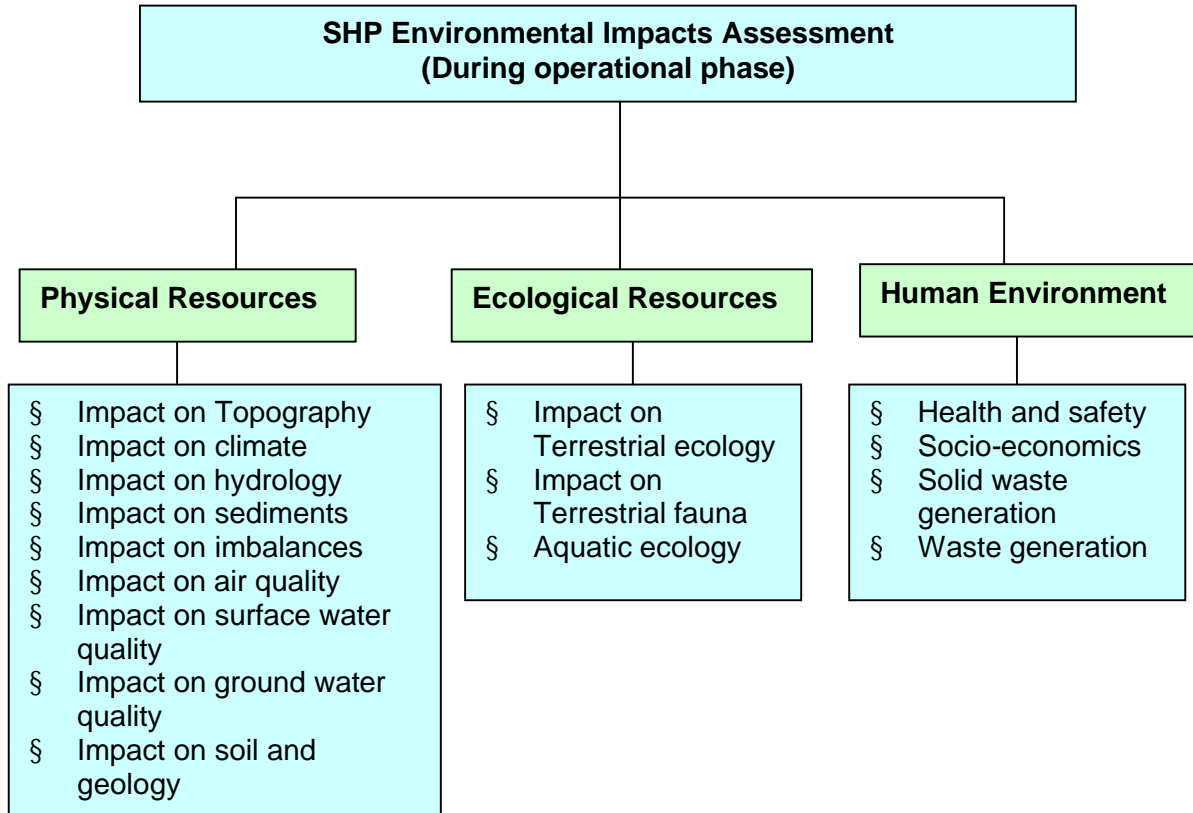 SHP Environmental Impacts Assessment
(During operational phase)
Physical Resources
§ Impact on Topography
§ Impact on climate
§ Impact on hydrology
§ Impact on sediments
§ Impact on imbalances
§ Impact on air quality
§ Impact on surface water
quality
§ Impact on ground water
quality
§ Impact on soil and
geology
Ecological Resources
§ Impact on
Terrestrial ecology
§ Impact on
Terrestrial fauna
§ Aquatic ecology
Human Environment
§ Health and safety
§ Socio-economics
§ Solid waste
generation
§ Waste generation